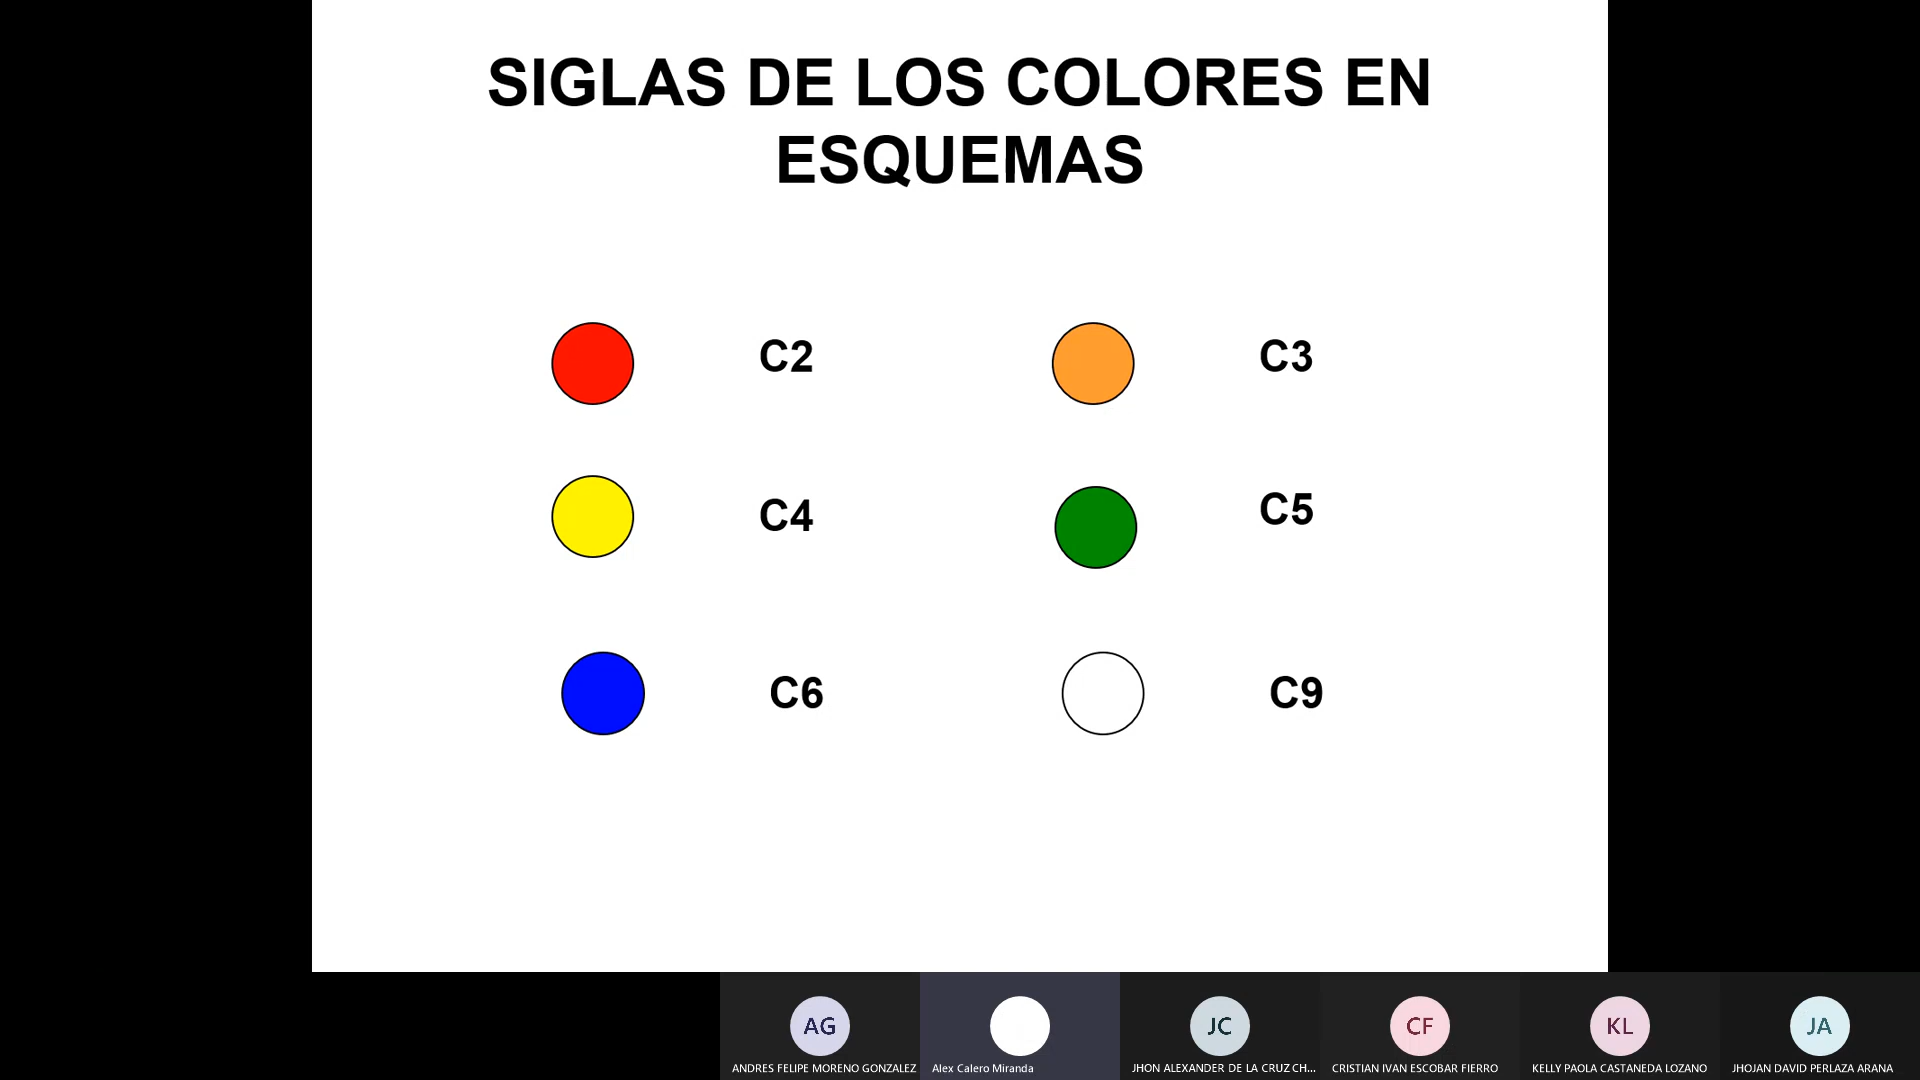 SIGLAS DE LOS COLORES EN
ESQUEMAS
C2
C3
C4
C5
C6
C9
AG
JC
CF
KL
JA
ANDRES FELIPE MORENO GONZALEZ
Alex Calero Miranda
JHON ALEXANDER DE LA CRUZ CH...
CRISTIAN IVAN ESCOBAR FIERRO
KELLY PAOLA CASTANEDA LOZANO
JHOJAN DAVID PERLAZA ARANA